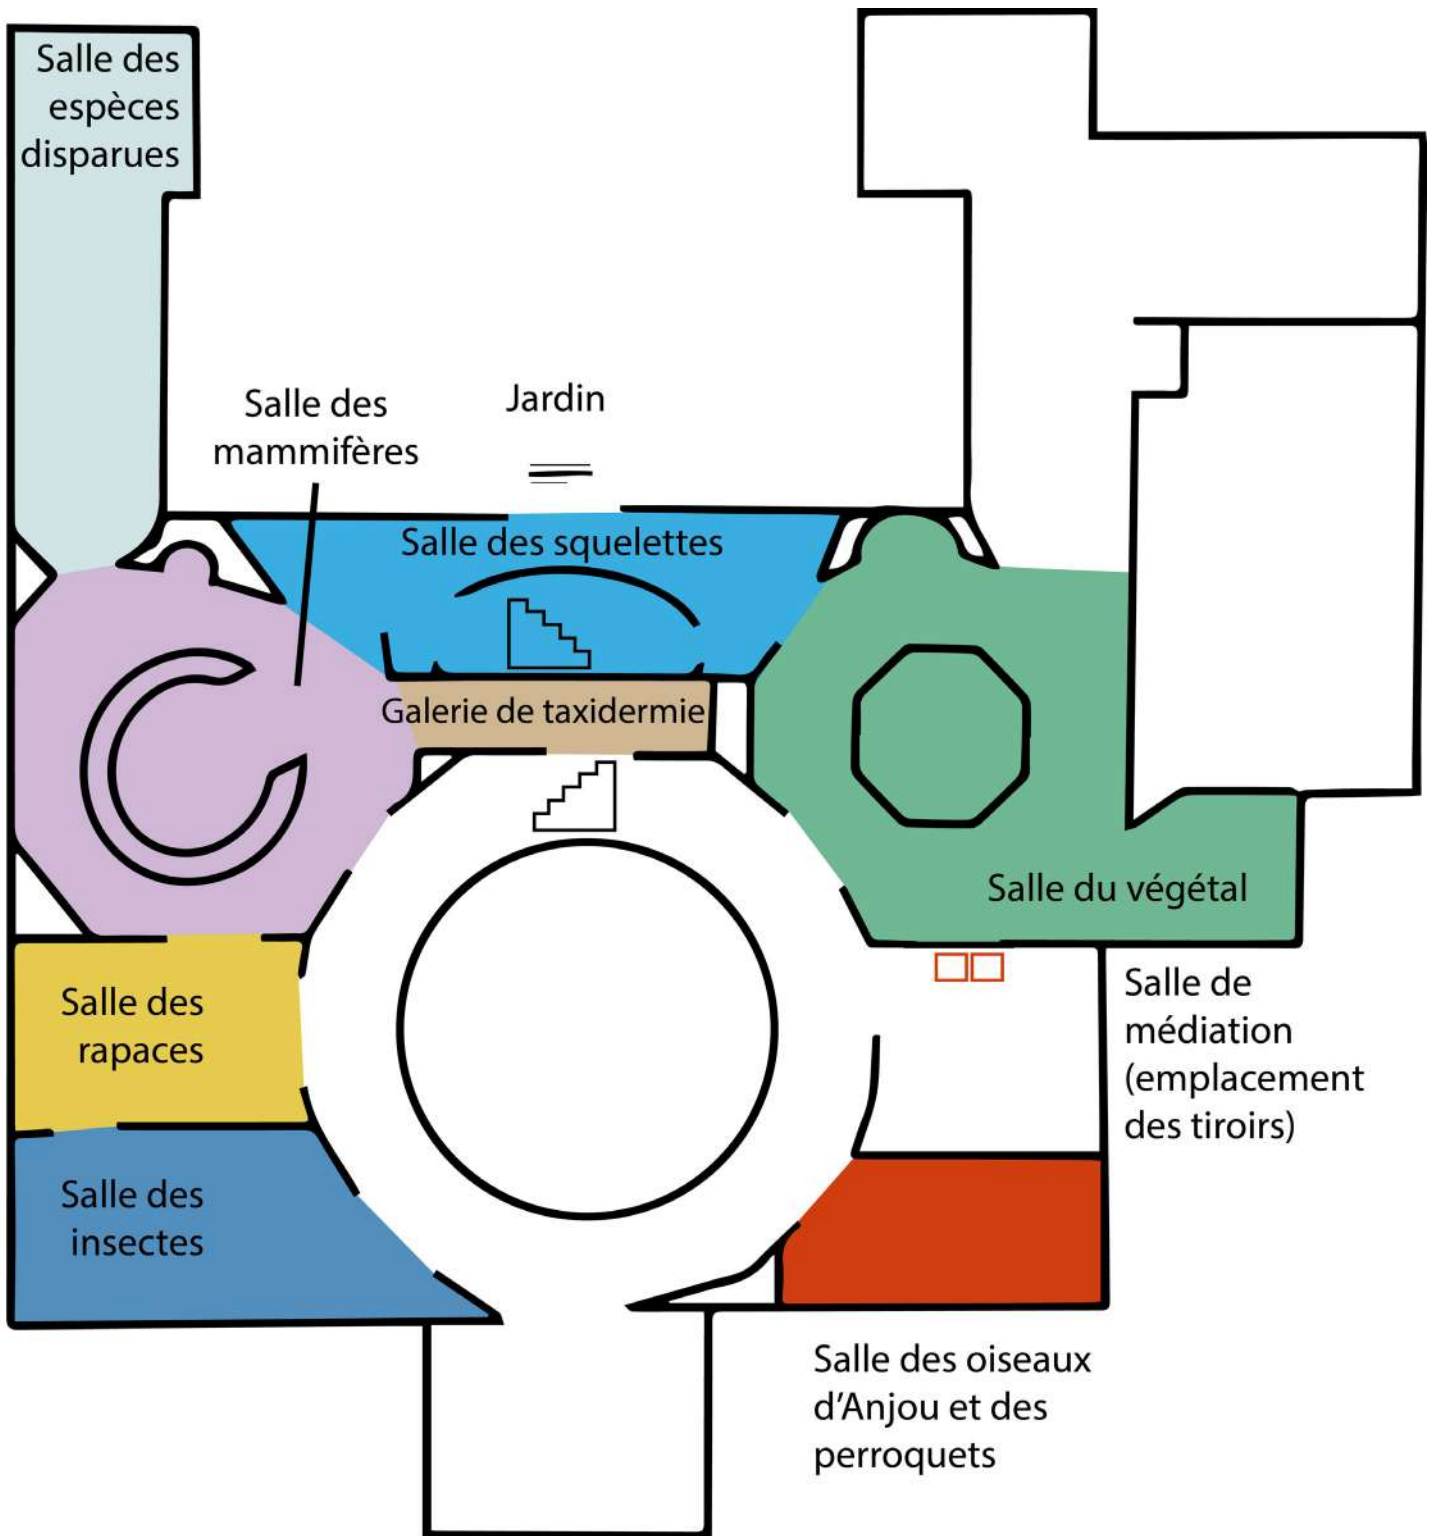 Salle des
espèces
disparues
Salle des
mammifères
Jardin
Salle des squelettes
Galerie de taxidermie
Salle du végétal
Salle des
rapaces
Salle de
médiation
(emplacement
des tiroirs)
Salle des
insectes
Salle des oiseaux
d'Anjou et des
perroquets